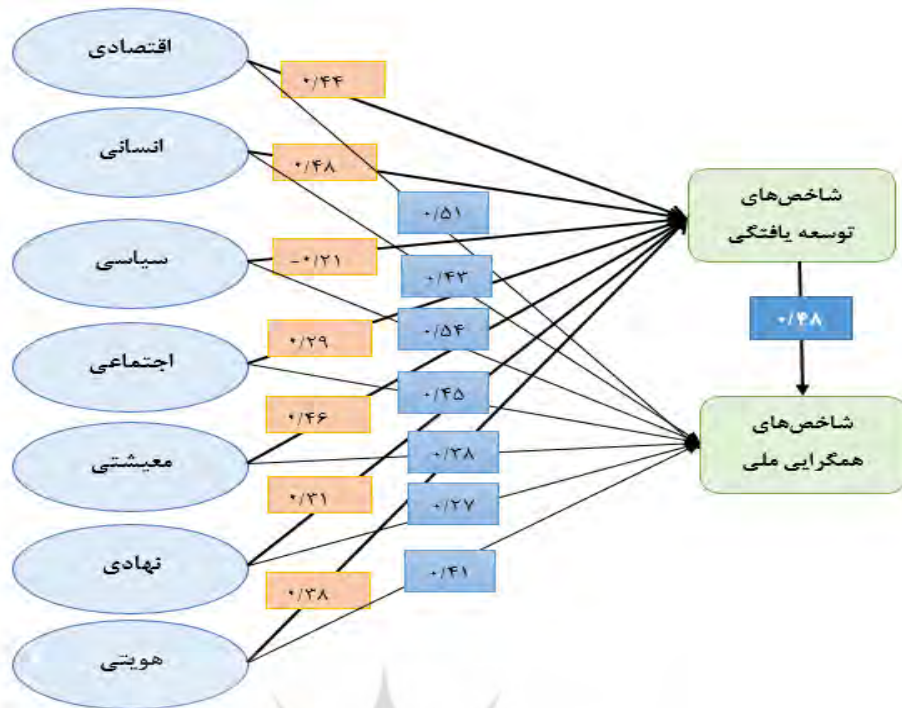 اقتصادی
۰/۴۴
انسانی
۰/۴۸
شاخص‌های
توسعه یافتگی
۰/۵۱
سیاسی
-۰/۲۱
۰/۴۳
۰/۵۴
۰/۴۸
اجتماعی
۰/۲۹
۰/۴۵
شاخص‌های
همگرایی ملی
معیشتی
۰/۴۶
۰/۳۸
نهادی
۰/۳۱
۰/۲۷
۰/۴۱
هویتی
۰/۳۸